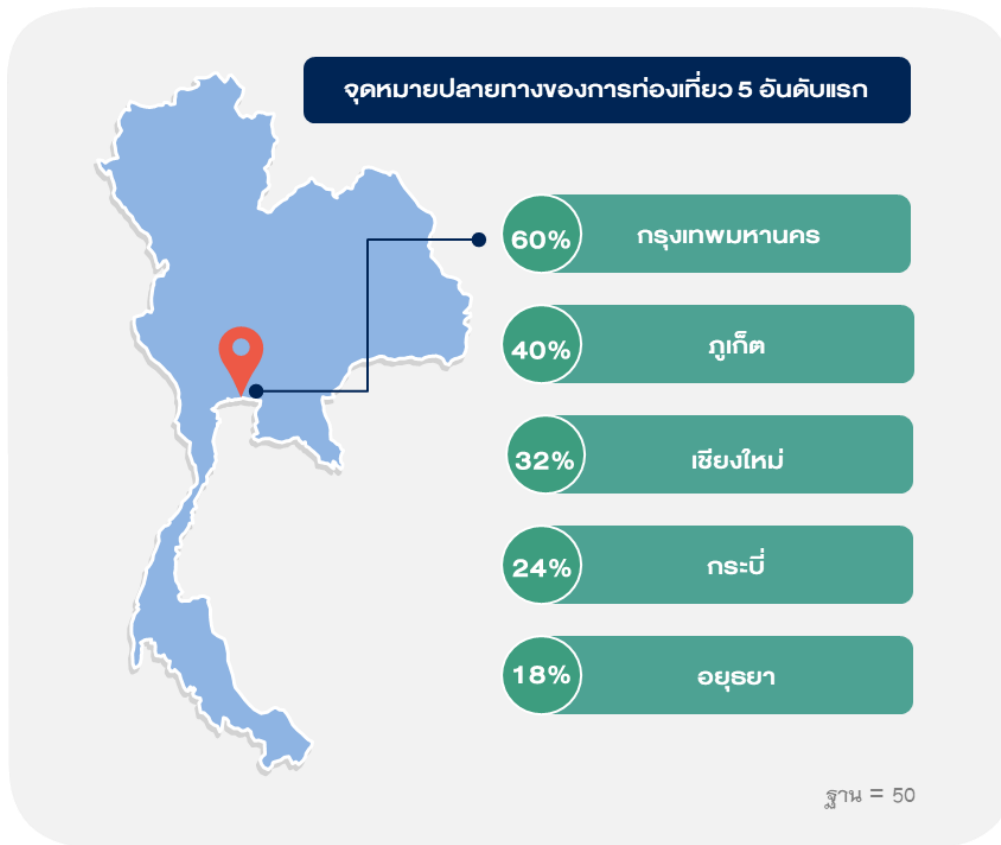 จุดหมายปลายทางของการท่องเที่ยว 5 อันดับแรก
60% กรุงเทพมหานคร
40% ภูเก็ต
32% เชียงใหม่
24% กระบี่
18% อยุธยา
ฐาน = 50